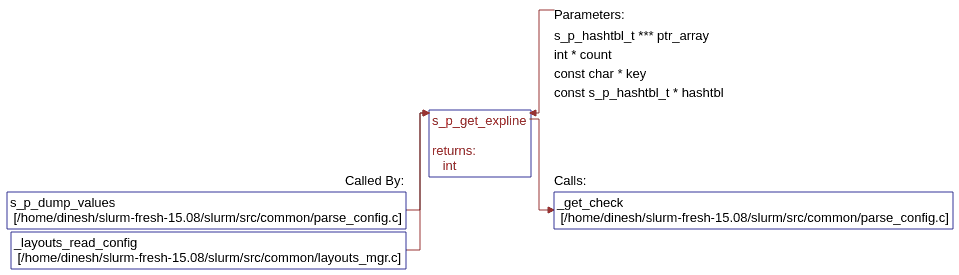 Parameters:
s_p_hashtbl_t *** ptr_array
int * count
const char * key
const s_p_hashtbl_t * hashtbl
s_p_get_expline
returns:
int
Called By:
s_p_dump_values
[/home/dinesh/slurm-fresh-15.08/slurm/src/common/parse_config.c]
_layouts_read_config
[/home/dinesh/slurm-fresh-15.08/slurm/src/common/layouts_mgr.c]
Calls:
_get_check
[/home/dinesh/slurm-fresh-15.08/slurm/src/common/parse_config.c]